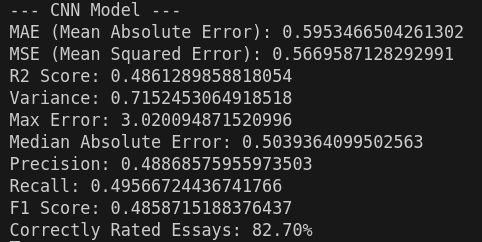 --- CNN Model ---
MAE (Mean Absolute Error): 0.5953466504261302
MSE (Mean Squared Error): 0.5669587128292991
R2 Score: 0.4861289858818054
Variance: 0.7152453064918518
Max Error: 3.020094871520996
Median Absolute Error: 0.5039364099502563
Precision: 0.48868575955973503
Recall: 0.49566724436741766
F1 Score: 0.4858715188376437
Correctly Rated Essays: 82.70%